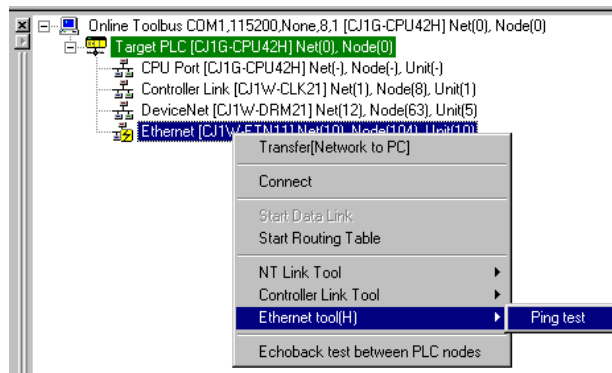 Online Toolbus COM1,115200,None,8,1 [CJ1G-CPU42H] Net(0), Node(0)
Target PLC [CJ1G-CPU42H] Net(0), Node(0)
CPU Port [CJ1G-CPU42H] Net(-), Node(-), Unit(-)
Controller Link [CJ1W-CLK21] Net(1), Node(8), Unit(1)
DeviceNet [CJ1W-DRM21] Net(12), Node(63), Unit(5)
Ethernet [CJ1W-ETN11] Net(10), Node(104), Unit(10)
Transfer[Network to PC]
Connect
Start Data Link
Start Routing Table
NT Link Tool
Controller Link Tool
Ethernet tool(H)
Ping test
Echoback test between PLC nodes